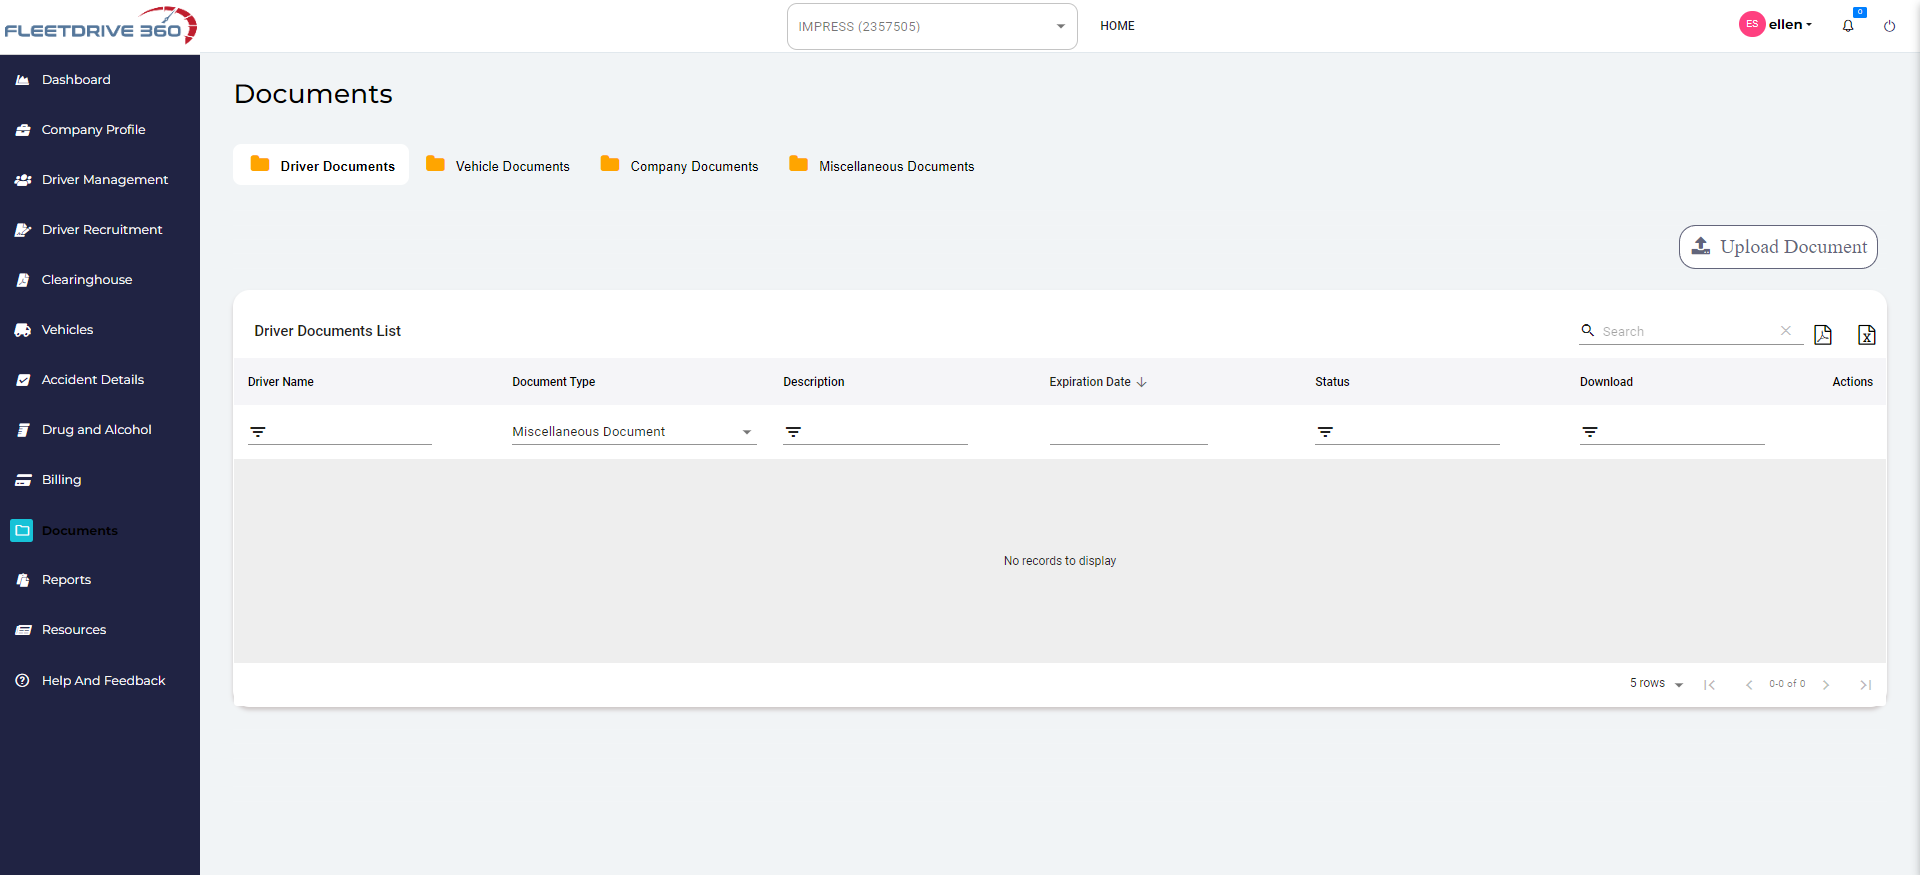 FLEETDRIVE 360
IMPRESS (2357505)
HOME
ES
ellen
0
Dashboard
Company Profile
Driver Management
Driver Recruitment
Clearinghouse
Vehicles
Accident Details
Drug and Alcohol
Billing
Documents
Reports
Resources
Help And Feedback
Documents
Driver Documents
Vehicle Documents
Company Documents
Miscellaneous Documents
Upload Document
Driver Documents List
Search
Driver Name
Document Type
Description
Expiration Date
Status
Download
Actions
Miscellaneous Document
No records to display
5 rows
0-0 of 0